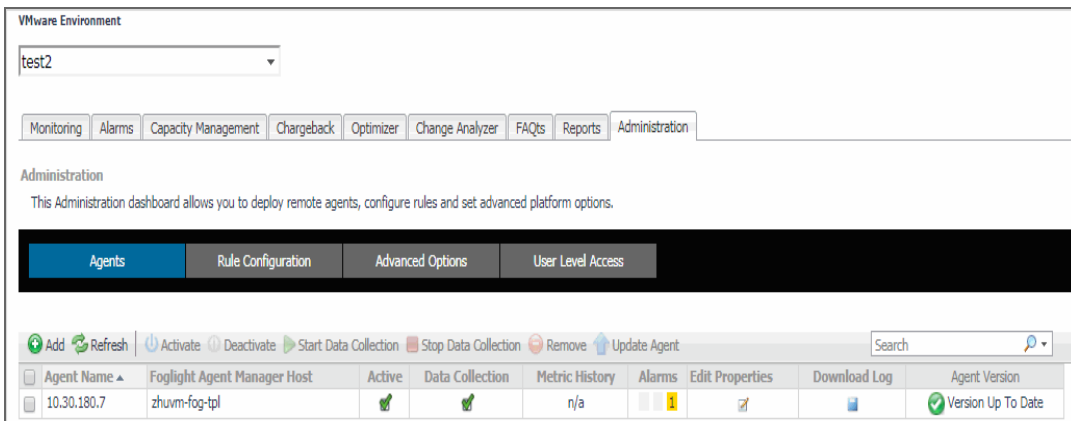 VMware Environment
test2
Monitoring Alarms Capacity Management Chargeback Optimizer Change Analyzer FAQts Reports Administration
Administration
This Administration dashboard allows you to deploy remote agents, configure rules and set advanced platform options.
Agents Rule Configuration Advanced Options User Level Access
Add Refresh Activate Deactivate Start Data Collection Stop Data Collection Remove Update Agent Search
Agent Name Foglight Agent Manager Host Active Data Collection Metric History Alarms Edit Properties Download Log Agent Version
10.30.180.7 zhuvm-fog-tpl n/a 1 Version Up To Date